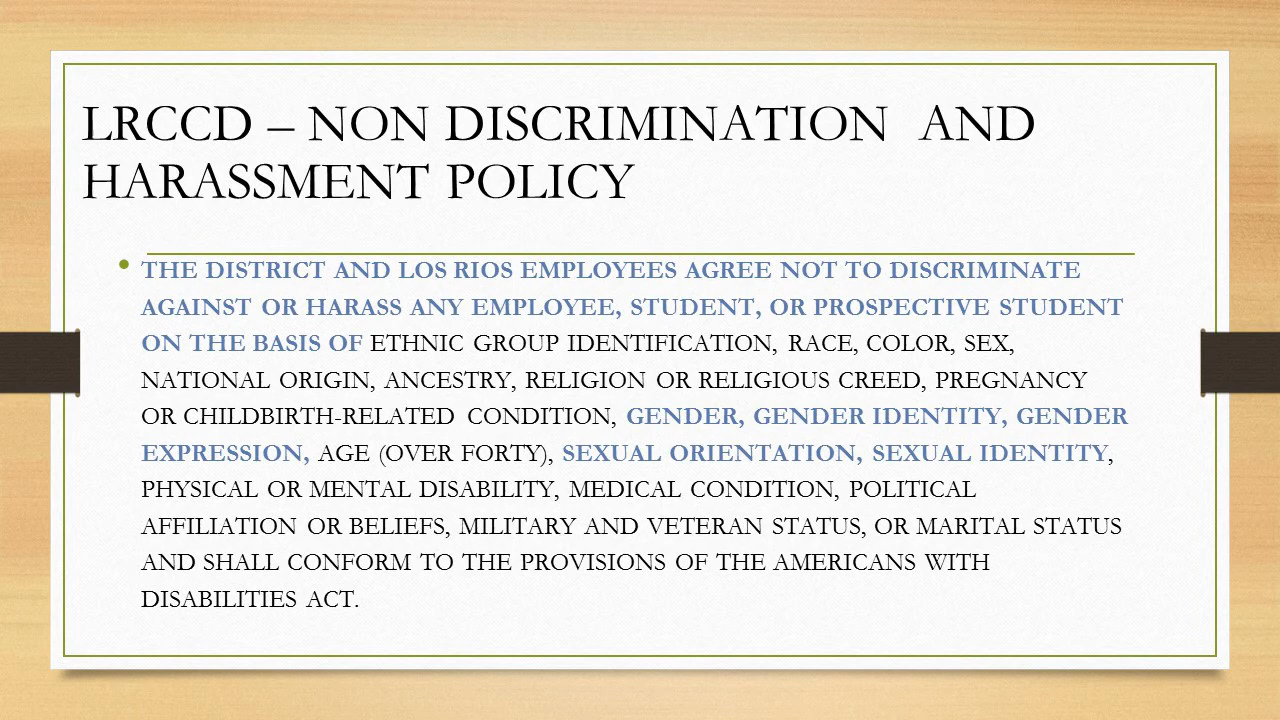 LRCCD – NON DISCRIMINATION  AND
HARASSMENT POLICY
• THE DISTRICT AND LOS RIOS EMPLOYEES AGREE NOT TO DISCRIMINATE
AGAINST OR HARASS ANY EMPLOYEE, STUDENT, OR PROSPECTIVE STUDENT
ON THE BASIS OF ETHNIC GROUP IDENTIFICATION, RACE, COLOR, SEX,
NATIONAL ORIGIN, ANCESTRY, RELIGION OR RELIGIOUS CREED, PREGNANCY
OR CHILDBIRTH-RELATED CONDITION, GENDER, GENDER IDENTITY, GENDER
EXPRESSION, AGE (OVER FORTY), SEXUAL ORIENTATION, SEXUAL IDENTITY,
PHYSICAL OR MENTAL DISABILITY, MEDICAL CONDITION, POLITICAL
AFFILIATION OR BELIEFS, MILITARY AND VETERAN STATUS, OR MARITAL STATUS
AND SHALL CONFORM TO THE PROVISIONS OF THE AMERICANS WITH
DISABILITIES ACT.